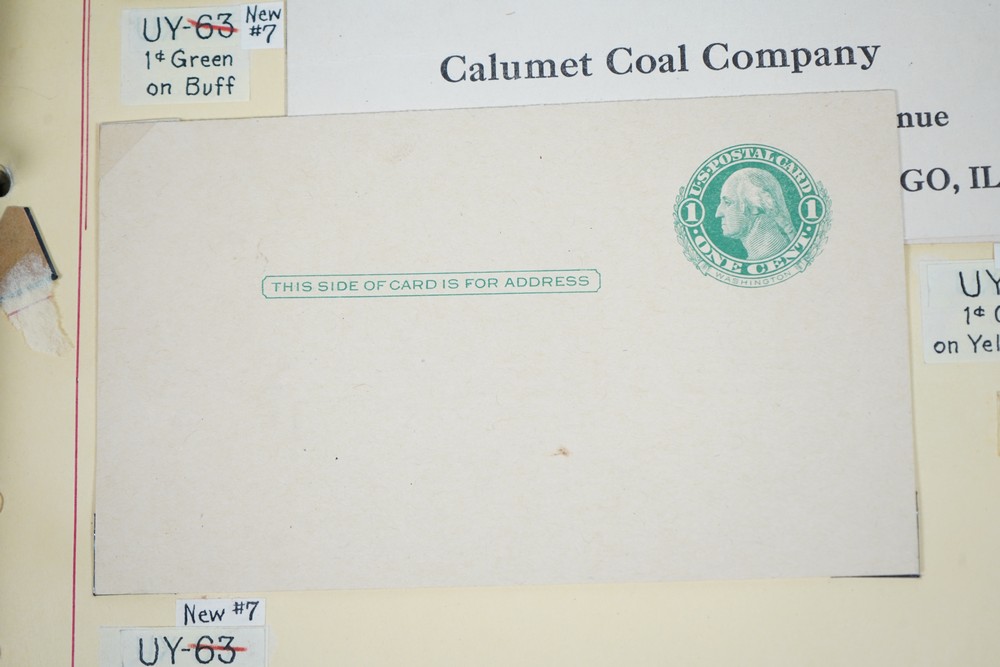 UY-63 New #7
1¢ Green
on Buff
Calumet Coal Company
nue
GO, IL
U.S. POSTAL CARD
1 1
ONE CENT
WASHINGTON
THIS SIDE OF CARD IS FOR ADDRESS
UY
1¢
on Yel
New #7
UY-63